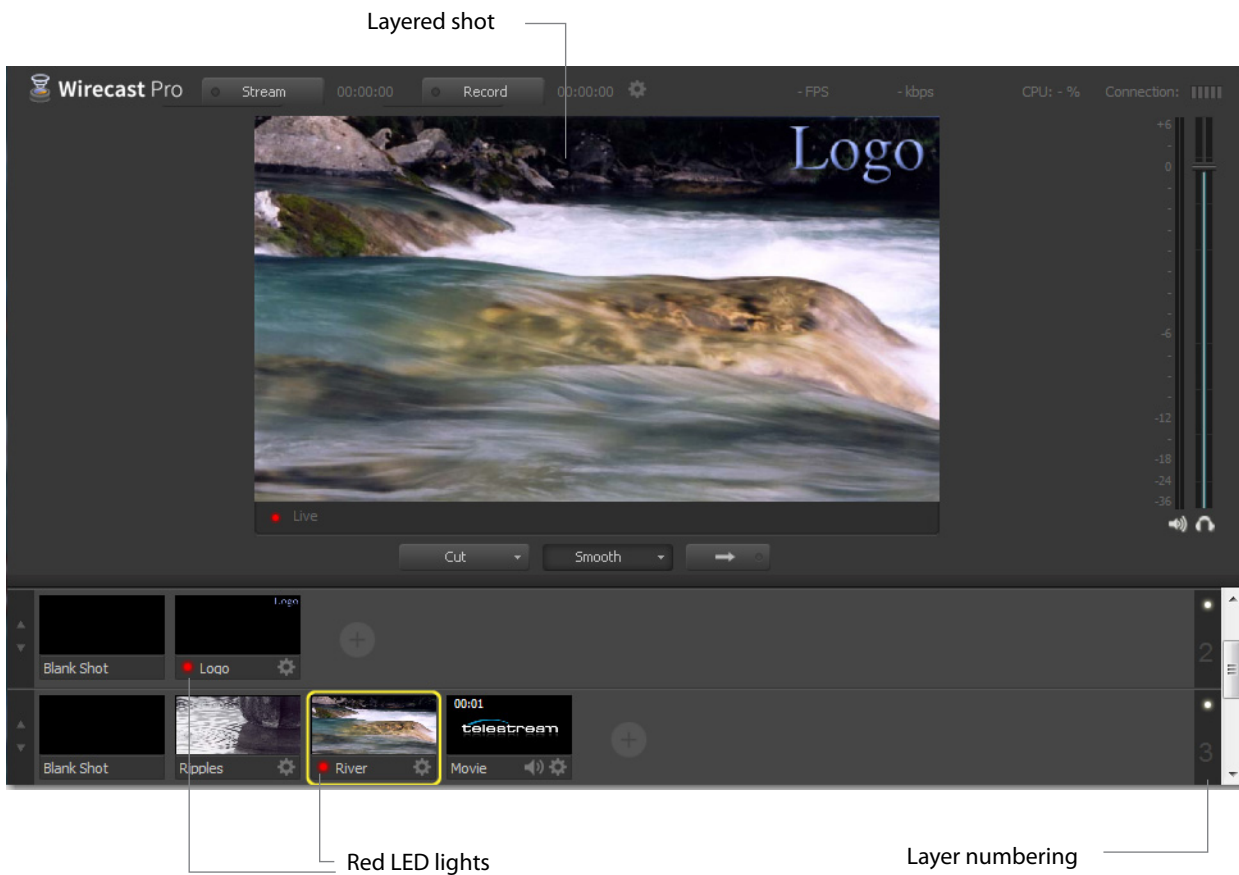 Layered shot
Wirecast Pro Stream 00:00:00 Record 00:00:00 - FPS - kbps CPU: - % Connection:
Logo
+6
-
0
-
-
-
-
-
-6
-
-
-12
-18
-24
-36
Live
Cut Smooth
Logo
Blank Shot Logo
2
00:01
telestream
Blank Shot Ripples River Movie
3
Red LED lights
Layer numbering